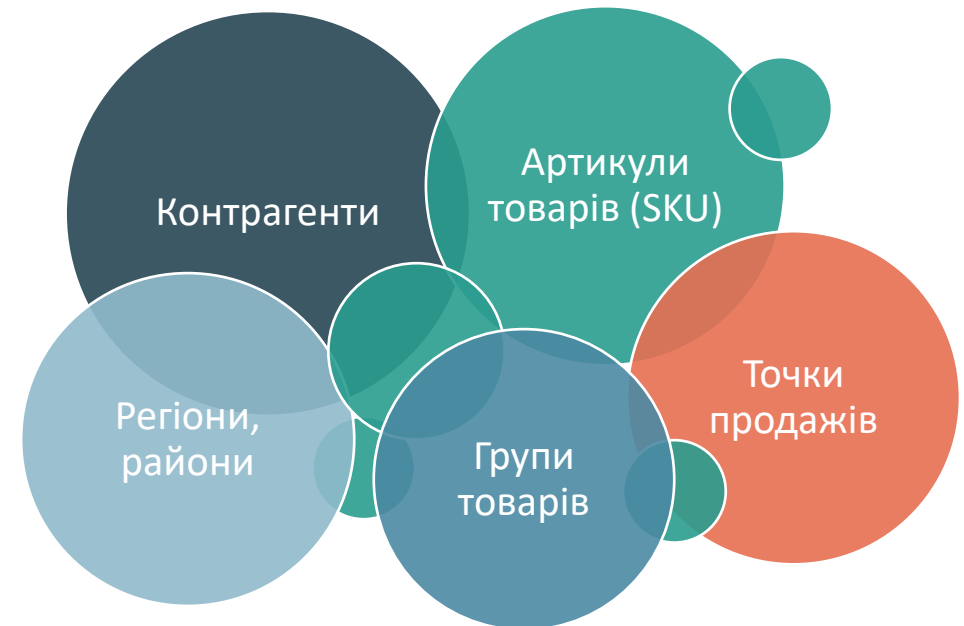 Контрагенти
Артикули
товарів (SKU)
Точки
продажів
Регіони,
райони
Групи
товарів